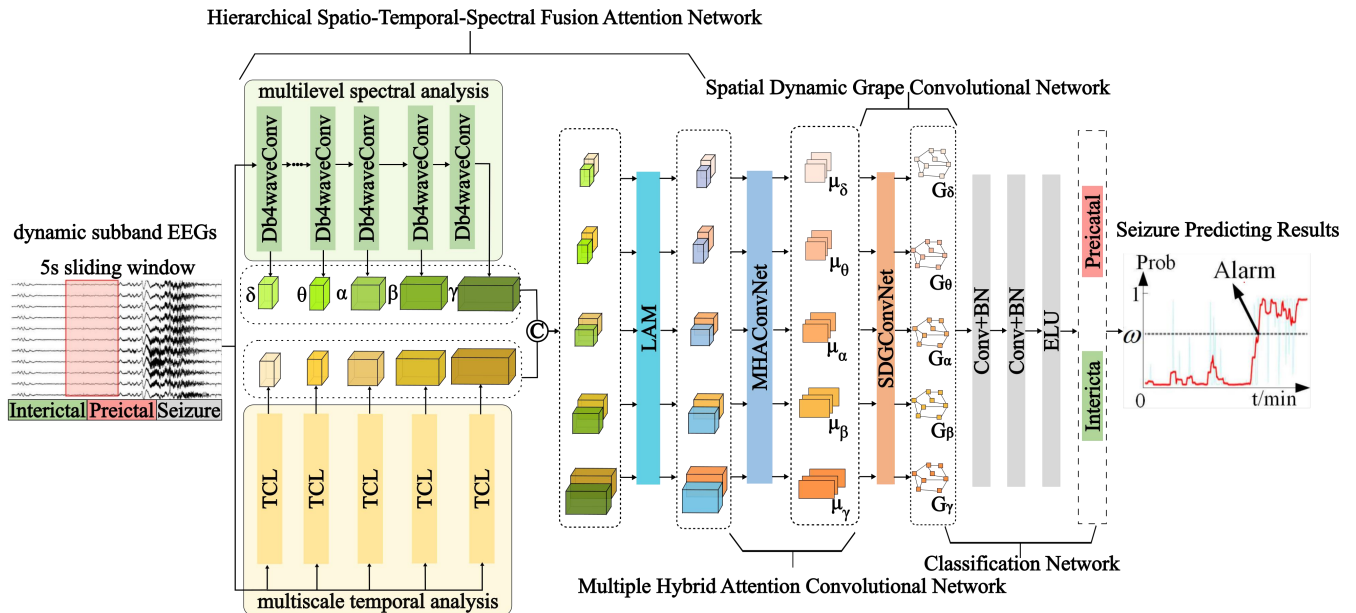 Hierarchical Spatio-Temporal-Spectral Fusion Attention Network
multilevel spectral analysis
Db4waveConv
Db4waveConv
Db4waveConv
Db4waveConv
Db4waveConv
dynamic subband EEGs
5s sliding window
Interictal Preictal Seizure
δ θ α β γ
TCL
TCL
TCL
TCL
TCL
multiscale temporal analysis
©
LAM
MHAConvNet
Multiple Hybrid Attention Convolutional Network
μδ
μθ
μα
μβ
μγ
Spatial Dynamic Grape Convolutional Network
SDGConvNet
Gδ
Gθ
Gα
Gβ
Gγ
Conv+BN
Conv+BN
ELU
Preicatal
Intericta
Classification Network
Seizure Predicting Results
Prob
Alarm
1
ω
0
t/min